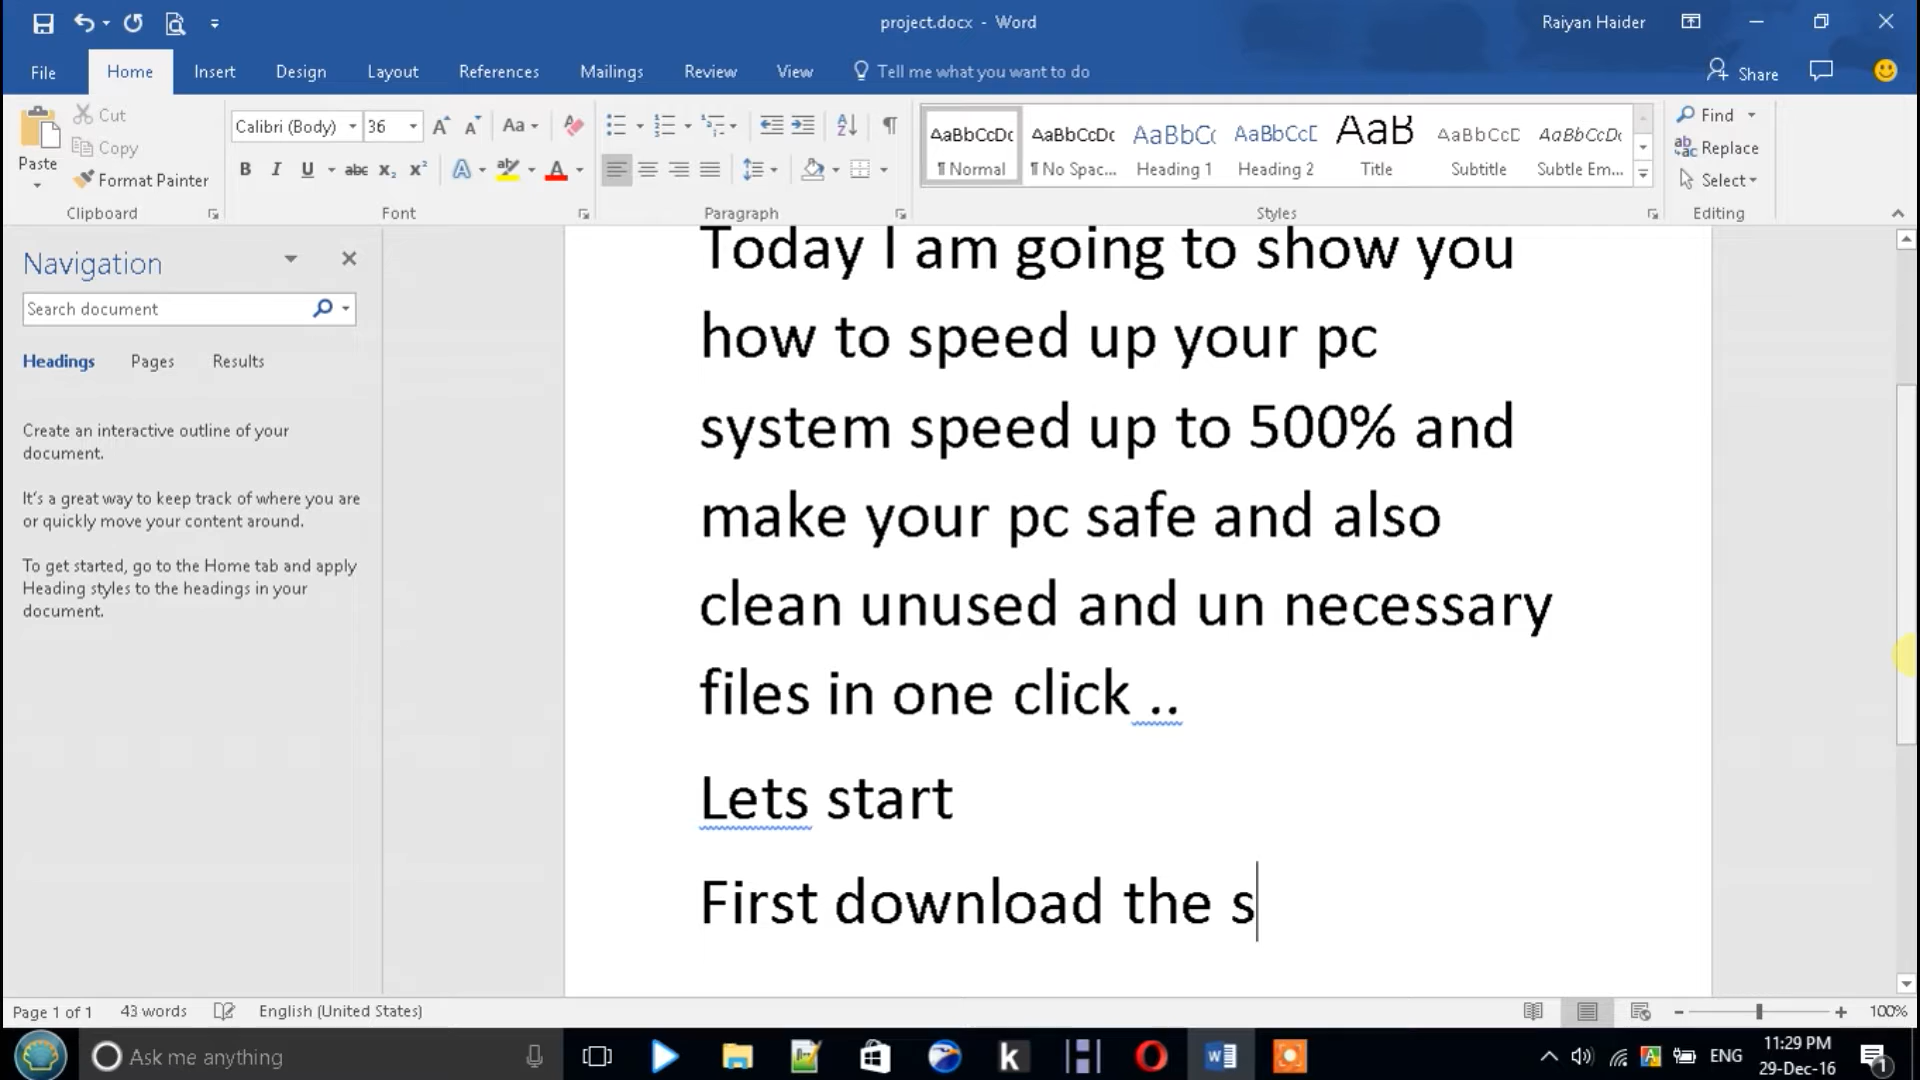 project.docx - Word
Raiyan Haider
File Home Insert Design Layout References Mailings Review View Tell me what you want to do
Share
Paste
Cut
Copy
Format Painter
Clipboard
Calibri (Body) 36
Aa
B I U abc x₂ x² A A
Font
Paragraph
AaBbCcDc
¶ Normal
AaBbCcDc
¶ No Spac...
AaBbC
Heading 1
AaBbCcE
Heading 2
AaB
Title
AaBbCcD
Subtitle
AaBbCcDc
Subtle Em...
Styles
Find
Replace
Select
Editing
Navigation
Search document
Headings Pages Results
Create an interactive outline of your
document.
It's a great way to keep track of where you are
or quickly move your content around.
To get started, go to the Home tab and apply
Heading styles to the headings in your
document.
Today I am going to show you
how to speed up your pc
system speed up to 500% and
make your pc safe and also
clean unused and un necessary
files in one click ..
Lets start
First download the s
Page 1 of 1 43 words English (United States) 100%
Ask me anything
ENG
11:29 PM
29-Dec-16
1